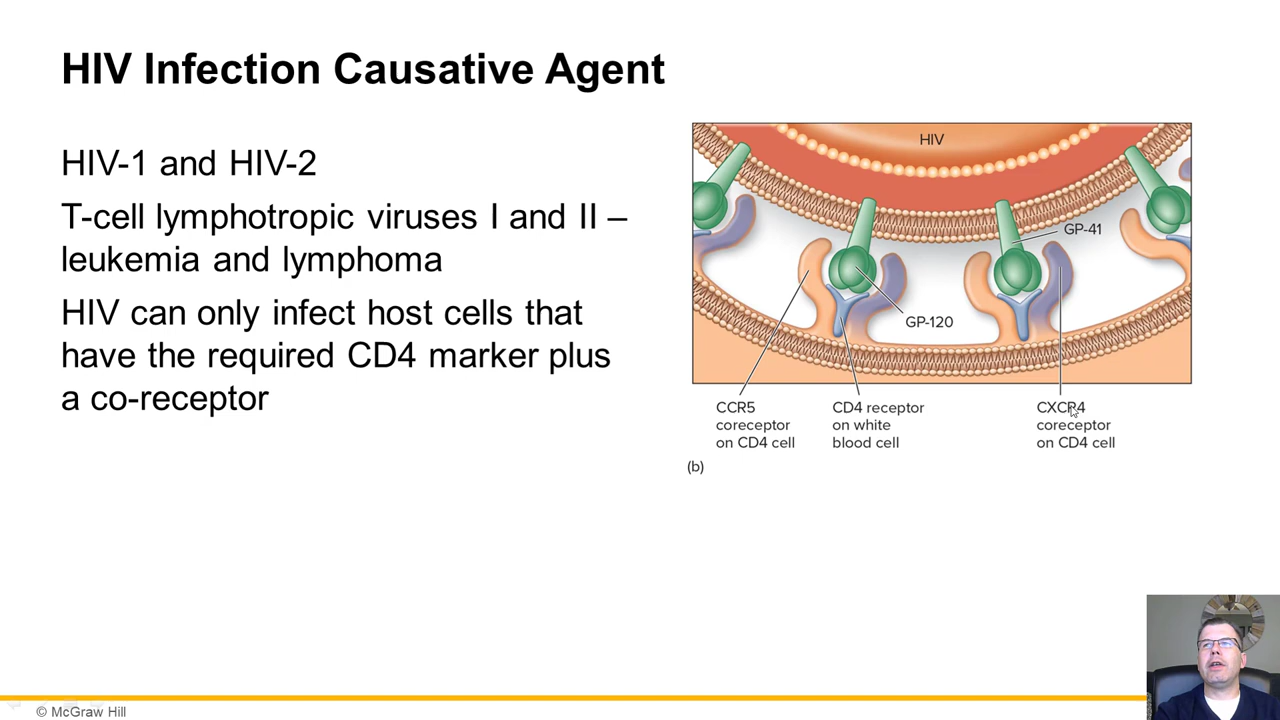 HIV Infection Causative Agent
HIV-1 and HIV-2
T-cell lymphotropic viruses I and II –
leukemia and lymphoma
HIV can only infect host cells that
have the required CD4 marker plus
a co-receptor
HIV
GP-41
GP-120
CCR5
coreceptor
on CD4 cell
CD4 receptor
on white
blood cell
CXCR4
coreceptor
on CD4 cell
(b)
© McGraw Hill